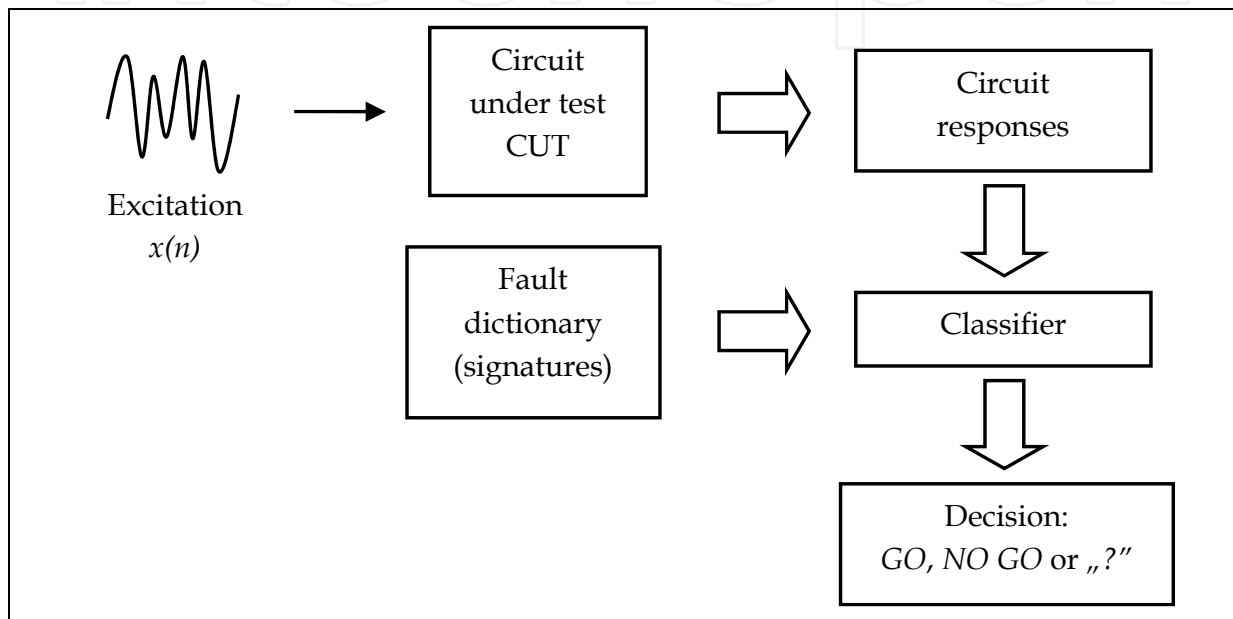 Circuit
under test
CUT
Circuit
responses
Excitation
x(n)
Fault
dictionary
(signatures)
Classifier
Decision:
GO, NO GO or „?”